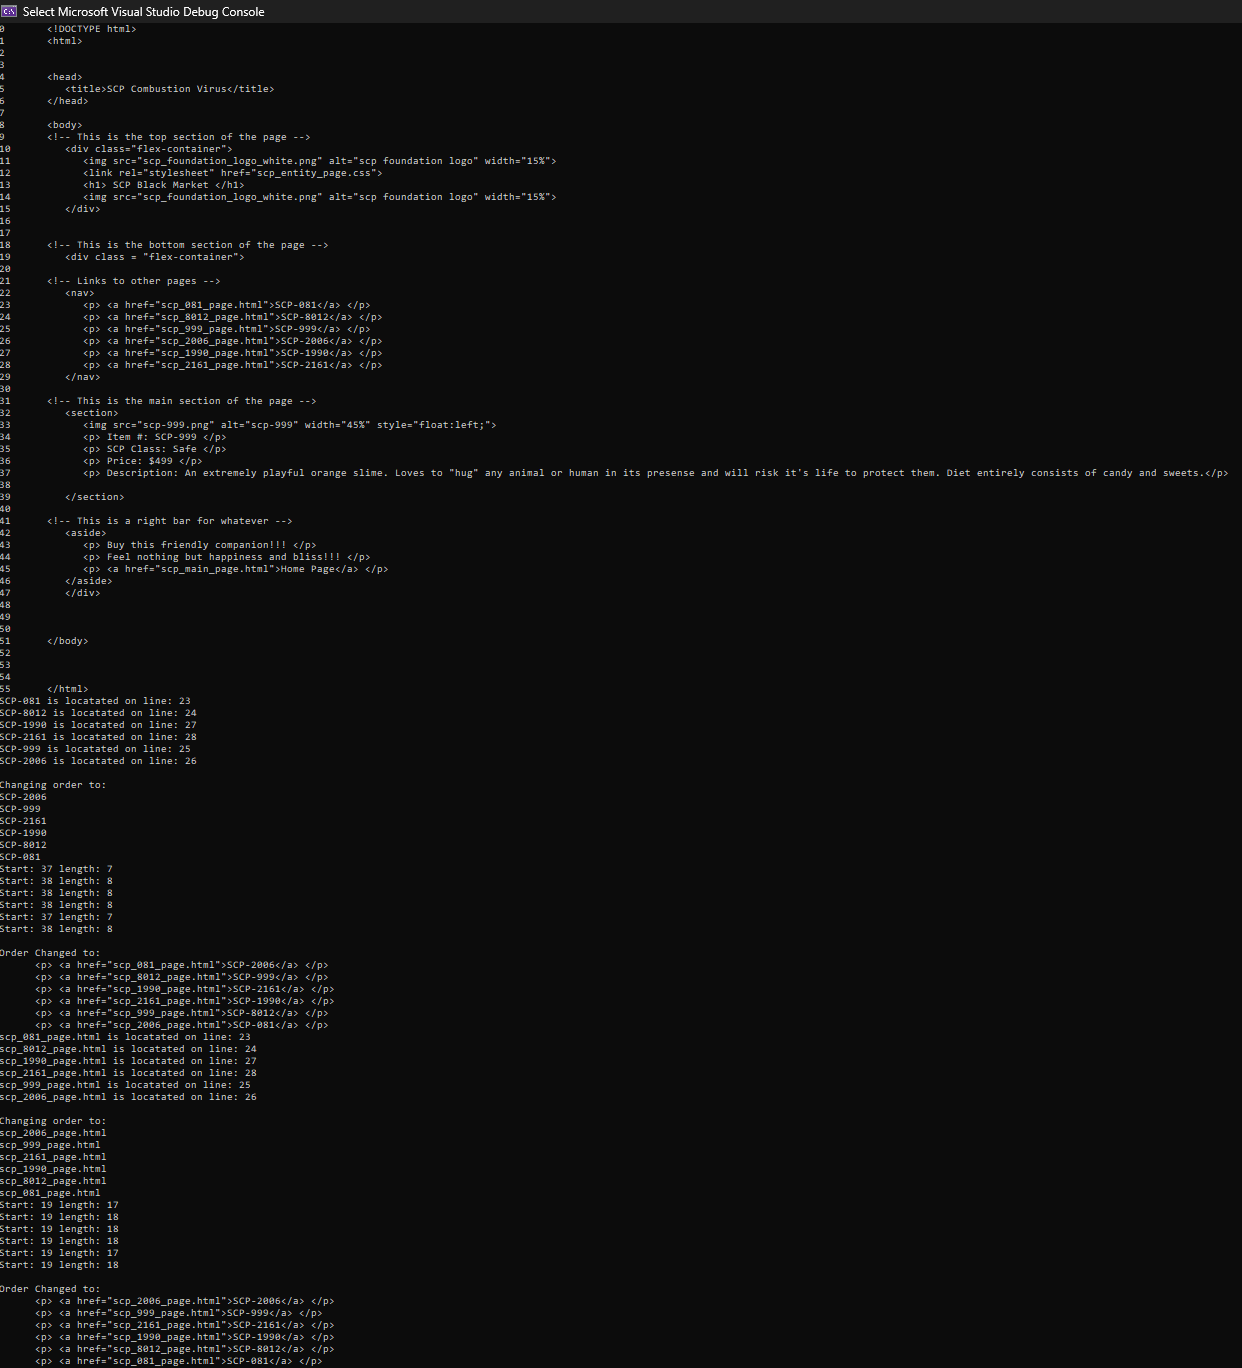 Select Microsoft Visual Studio Debug Console
0 <!DOCTYPE html>
1 <html>
2
3
4 <head>
5 <title>SCP Combustion Virus</title>
6 </head>
7
8 <body>
9 <!-- This is the top section of the page -->
10 <div class="flex-container">
11 <img src="scp_foundation_logo_white.png" alt="scp foundation logo" width="15%">
12 <link rel="stylesheet" href="scp_entity_page.css">
13 <h1> SCP Black Market </h1>
14 <img src="scp_foundation_logo_white.png" alt="scp foundation logo" width="15%">
15 </div>
16
17
18 <!-- This is the bottom section of the page -->
19 <div class = "flex-container">
20
21 <!-- Links to other pages -->
22 <nav>
23 <p> <a href="scp_081_page.html">SCP-081</a> </p>
24 <p> <a href="scp_8012_page.html">SCP-8012</a> </p>
25 <p> <a href="scp_999_page.html">SCP-999</a> </p>
26 <p> <a href="scp_2006_page.html">SCP-2006</a> </p>
27 <p> <a href="scp_1990_page.html">SCP-1990</a> </p>
28 <p> <a href="scp_2161_page.html">SCP-2161</a> </p>
29 </nav>
30
31 <!-- This is the main section of the page -->
32 <section>
33 <img src="scp-999.png" alt="scp-999" width="45%" style="float:left;">
34 <p> Item #: SCP-999 </p>
35 <p> SCP Class: Safe </p>
36 <p> Price: $499 </p>
37 <p> Description: An extremely playful orange slime. Loves to "hug" any animal or human in its presense and will risk it's life to protect them. Diet entirely consists of candy and sweets.</p>
38
39 </section>
40
41 <!-- This is a right bar for whatever -->
42 <aside>
43 <p> Buy this friendly companion!!! </p>
44 <p> Feel nothing but happiness and bliss!!! </p>
45 <p> <a href="scp_main_page.html">Home Page</a> </p>
46 </aside>
47 </div>
48
49
50
51 </body>
52
53
54
55 </html>
SCP-081 is locatated on line: 23
SCP-8012 is locatated on line: 24
SCP-1990 is locatated on line: 27
SCP-2161 is locatated on line: 28
SCP-999 is locatated on line: 25
SCP-2006 is locatated on line: 26
Changing order to:
SCP-2006
SCP-999
SCP-2161
SCP-1990
SCP-8012
SCP-081
Start: 37 length: 7
Start: 38 length: 8
Start: 38 length: 8
Start: 38 length: 8
Start: 37 length: 7
Start: 38 length: 8
Order Changed to:
<p> <a href="scp_081_page.html">SCP-2006</a> </p>
<p> <a href="scp_8012_page.html">SCP-999</a> </p>
<p> <a href="scp_1990_page.html">SCP-2161</a> </p>
<p> <a href="scp_2161_page.html">SCP-1990</a> </p>
<p> <a href="scp_999_page.html">SCP-8012</a> </p>
<p> <a href="scp_2006_page.html">SCP-081</a> </p>
scp_081_page.html is locatated on line: 23
scp_8012_page.html is locatated on line: 24
scp_1990_page.html is locatated on line: 27
scp_2161_page.html is locatated on line: 28
scp_999_page.html is locatated on line: 25
scp_2006_page.html is locatated on line: 26
Changing order to:
scp_2006_page.html
scp_999_page.html
scp_2161_page.html
scp_1990_page.html
scp_8012_page.html
scp_081_page.html
Start: 19 length: 17
Start: 19 length: 18
Start: 19 length: 18
Start: 19 length: 18
Start: 19 length: 17
Start: 19 length: 18
Order Changed to:
<p> <a href="scp_2006_page.html">SCP-2006</a> </p>
<p> <a href="scp_999_page.html">SCP-999</a> </p>
<p> <a href="scp_2161_page.html">SCP-2161</a> </p>
<p> <a href="scp_1990_page.html">SCP-1990</a> </p>
<p> <a href="scp_8012_page.html">SCP-8012</a> </p>
<p> <a href="scp_081_page.html">SCP-081</a> </p>